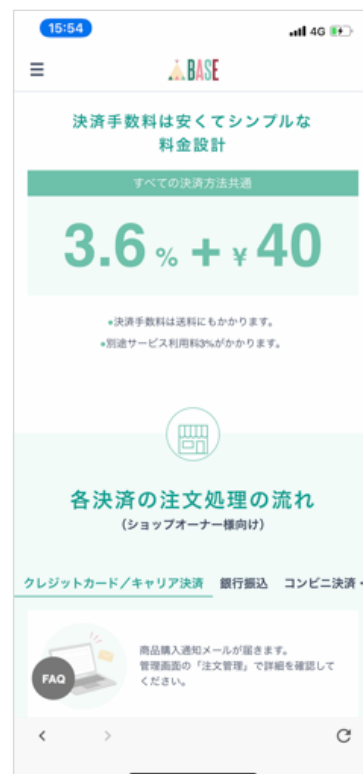 15:54
4G
BASE
決済手数料は安くてシンプルな
料金設計
すべての決済方法共通
3.6 % + ¥ 40
•決済手数料は送料にもかかります。
•別途サービス利用料3%がかかります。
各決済の注文処理の流れ
(ショップオーナー様向け)
クレジットカード／キャリア決済 銀行振込 コンビニ決済・
商品購入通知メールが届きます。
管理画面の「注文管理」で詳細を確認して
ください。
FAQ